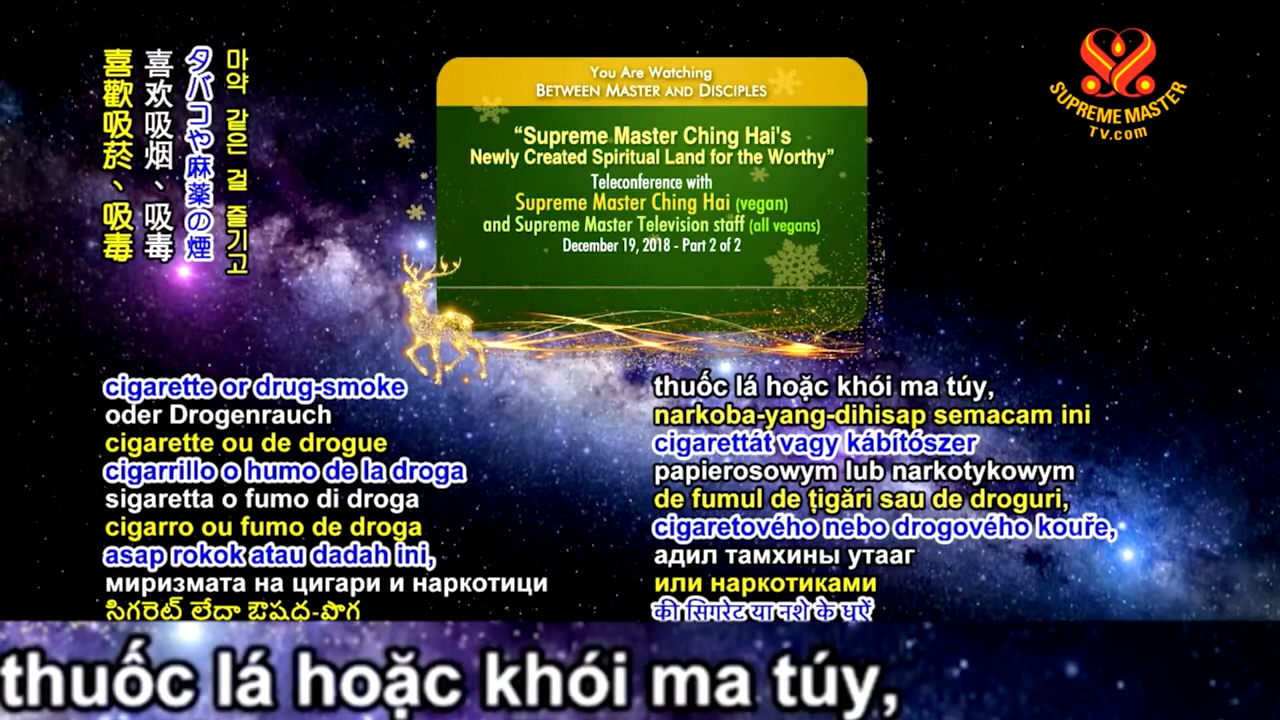 喜歡吸菸、吸毒
喜欢吸烟、吸毒
タバコや麻薬の煙
마약 같은 걸 즐기고
You Are Watching
BETWEEN MASTER AND DISCIPLES
“Supreme Master Ching Hai's
Newly Created Spiritual Land for the Worthy”
Teleconference with
Supreme Master Ching Hai (vegan)
and Supreme Master Television staff (all vegans)
December 19, 2018 - Part 2 of 2
SUPREME MASTER
TV.com
cigarette or drug-smoke
oder Drogenrauch
cigarette ou de drogue
cigarrillo o humo de la droga
sigaretta o fumo di droga
cigarro ou fumo de droga
asap rokok atau dadah ini,
миризмата на цигари и наркотици
సిగరెట్ లేదా ఔషధ-పొగ
thuốc lá hoặc khói ma túy,
narkoba-yang-dihisap semacam ini
cigarettát vagy kábítószer
papierosowym lub narkotykowym
de fumul de țigări sau de droguri,
cigaretového nebo drogového kouře,
адил тамхины утааг
или наркотиками
की सिगरेट या नशे के धुएँ
thuốc lá hoặc khói ma túy,